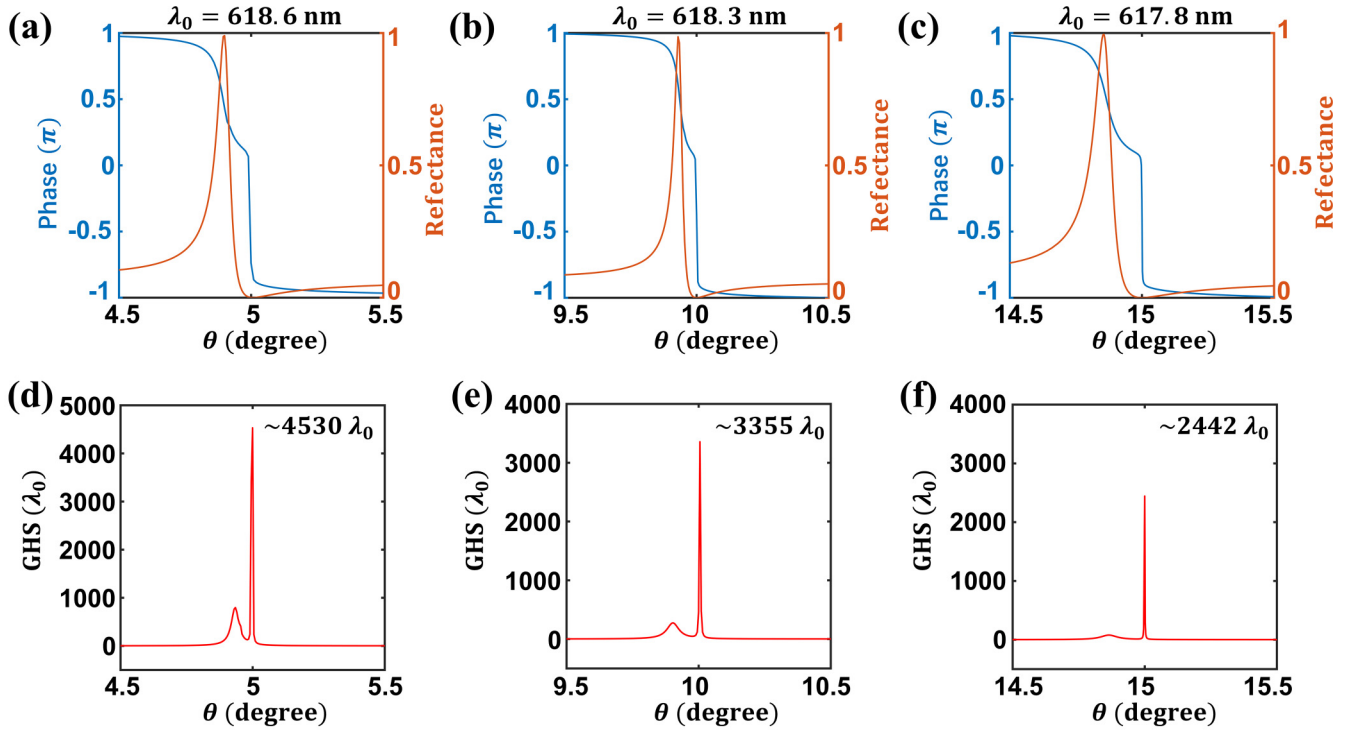 (a)
λ₀ = 618.6 nm
1
0.5
0
-0.5
-1
Phase (π)
1
0.5
0
Refectance
4.5
5
5.5
θ (degree)
(b)
λ₀ = 618.3 nm
1
0.5
0
-0.5
-1
Phase (π)
1
0.5
0
Refectance
9.5
10
10.5
θ (degree)
(c)
λ₀ = 617.8 nm
1
0.5
0
-0.5
-1
Phase (π)
1
0.5
0
Refectance
14.5
15
15.5
θ (degree)
(d)
5000
4000
3000
2000
1000
0
GHS (λ₀)
~4530 λ₀
4.5
5
5.5
θ (degree)
(e)
4000
3000
2000
1000
0
GHS (λ₀)
~3355 λ₀
9.5
10
10.5
θ (degree)
(f)
4000
3000
2000
1000
0
GHS (λ₀)
~2442 λ₀
14.5
15
15.5
θ (degree)